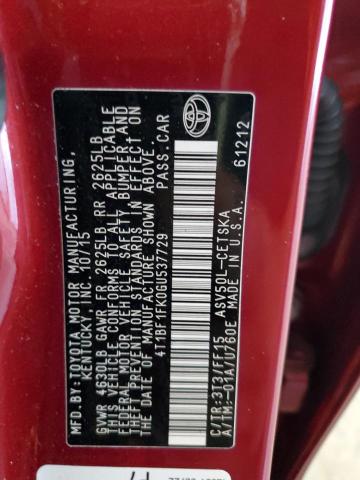 MFD. BY: TOYOTA MOTOR MANUFACTURING,
KENTUCKY, INC. 10/15
GVWR 4630LB GAWR FR. 2625LB RR. 2625LB
THIS VEHICLE CONFORMS TO ALL APPLICABLE
FEDERAL MOTOR VEHICLE SAFETY, BUMPER AND
THEFT PREVENTION STANDARDS IN EFFECT ON
THE DATE OF MANUFACTURE SHOWN ABOVE.
4T1BF1FK0GU537729 PASS.CAR
C/TR:3T3/FF15 ASV50L-CETSKA
A/TM:-01A/U760E MADE IN U.S.A.
61212